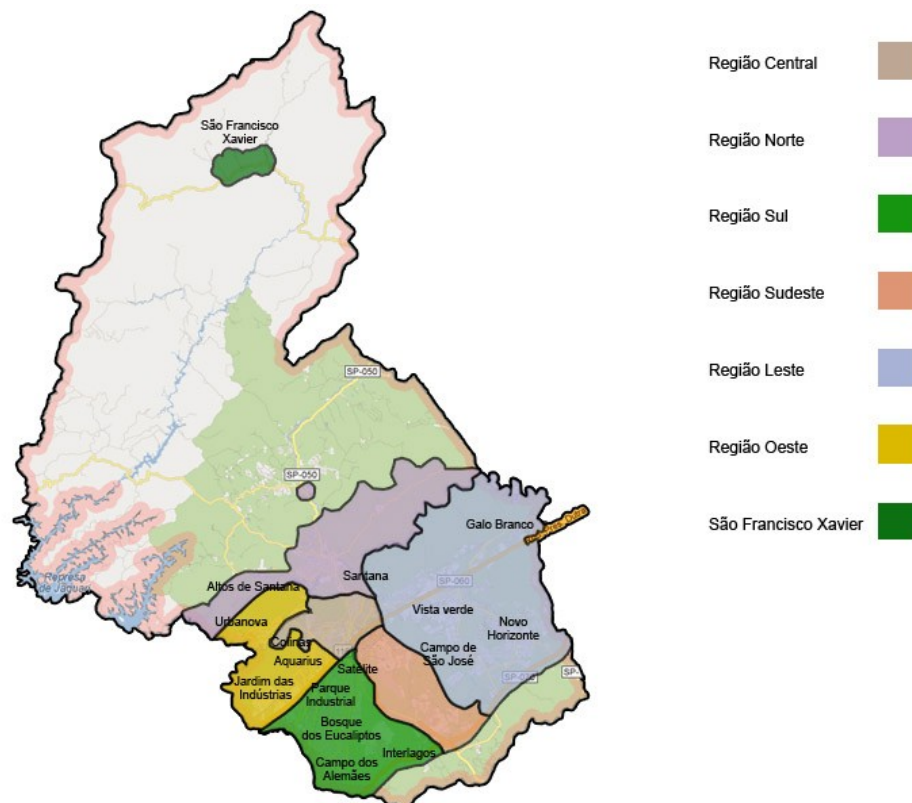 São Francisco
Xavier
SP-050
SP-050
Represa
de Jaguari
Altos de Santana
Urbanova
Santana
Galo Branco
SP-060
Vista verde
Novo
Horizonte
Colinas
Aquarius
Campo de
São José
Satélite
Jardim das
Indústrias
Parque
Industrial
Bosque
dos Eucaliptos
Interlagos
Campo dos
Alemães
SP-
Região Central
Região Norte
Região Sul
Região Sudeste
Região Leste
Região Oeste
São Francisco Xavier